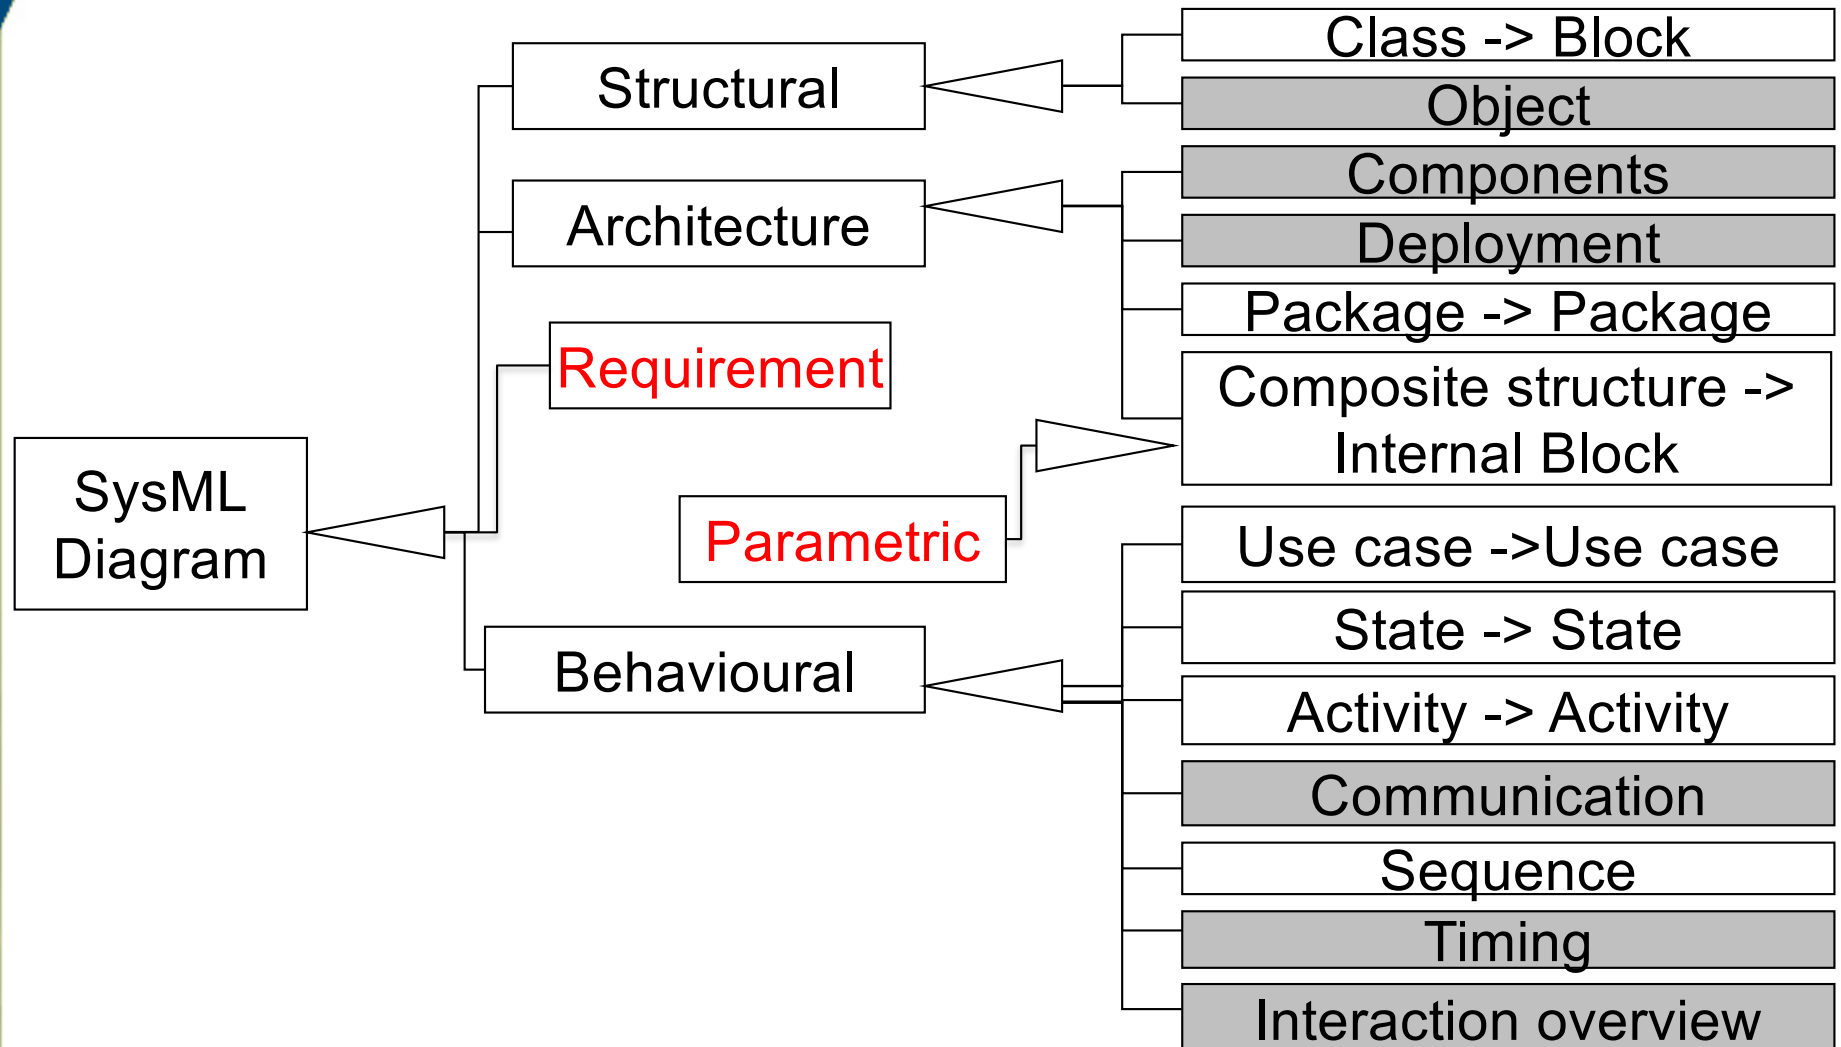 Class -> Block
Structural
Object
Components
Architecture
Deployment
Package -> Package
Requirement
Composite structure ->
Internal Block
SysML
Diagram
Parametric
Use case ->Use case
State -> State
Behavioural
Activity -> Activity
Communication
Sequence
Timing
Interaction overview